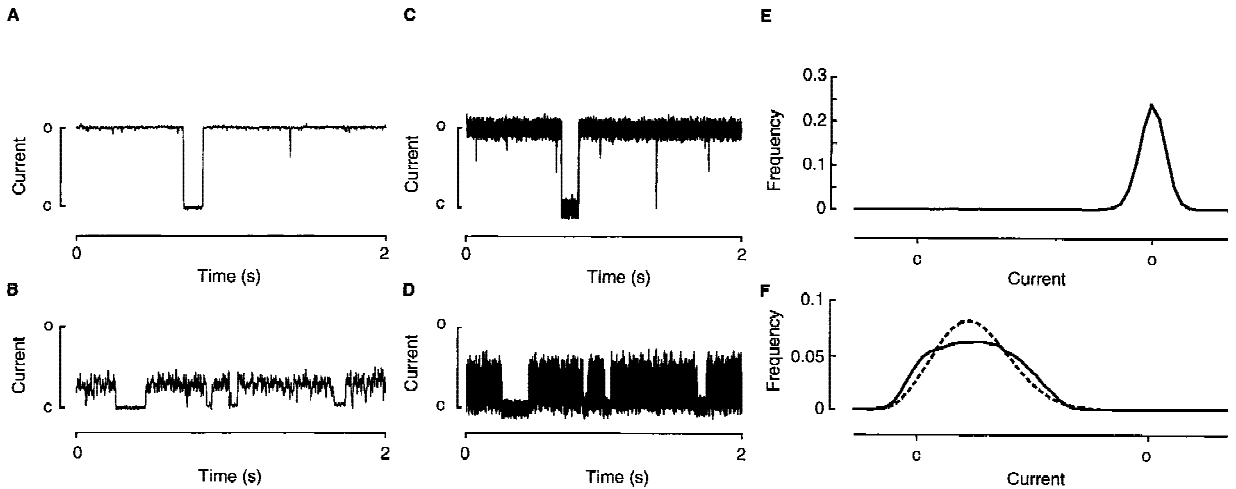 A
o
Current
c
0
2
Time (s)
C
o
Current
c
0
2
Time (s)
E
0.3
0.2
0.1
0
Frequency
c
o
Current
B
o
Current
c
0
2
Time (s)
D
o
Current
c
0
2
Time (s)
F
0.1
0.05
0
Frequency
c
o
Current